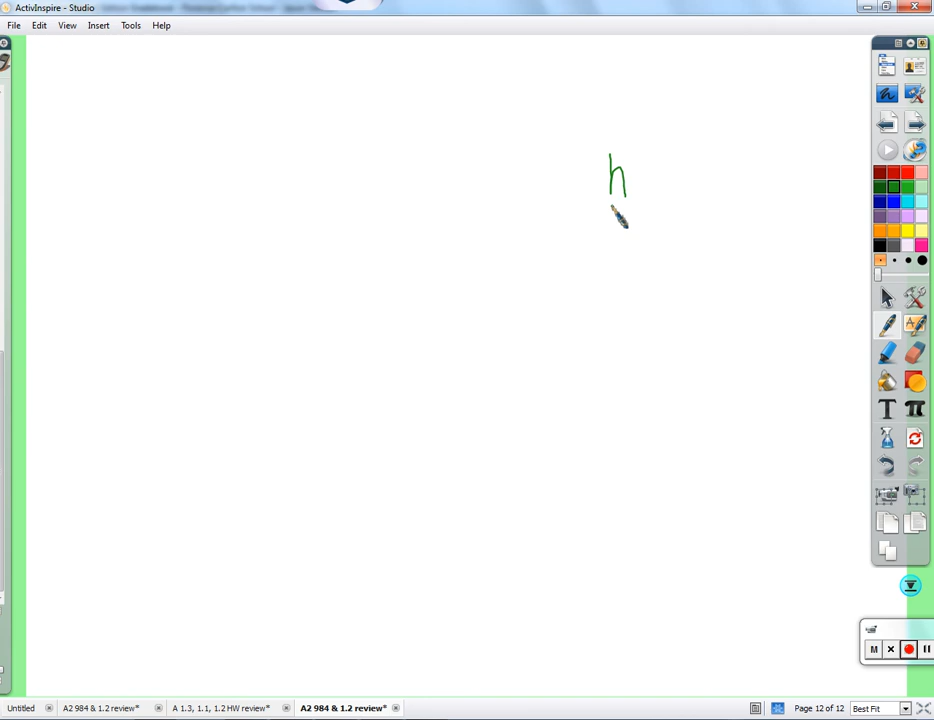 ActivInspire - Studio
File Edit View Insert Tools Help
h
M
Untitled A2 984 & 1.2 review* A 1.3, 1.1, 1.2 HW review* A2 984 & 1.2 review* Page 12 of 12 Best Fit